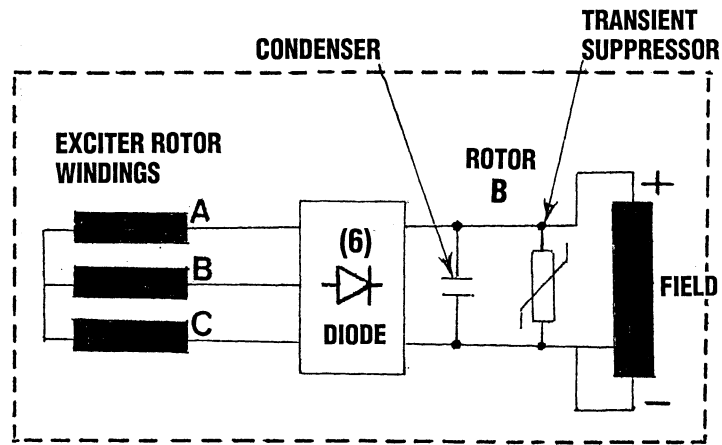 TRANSIENT
SUPPRESSOR
CONDENSER
EXCITER ROTOR
WINDINGS
ROTOR
B
A
B
C
(6)
DIODE
+
FIELD
−